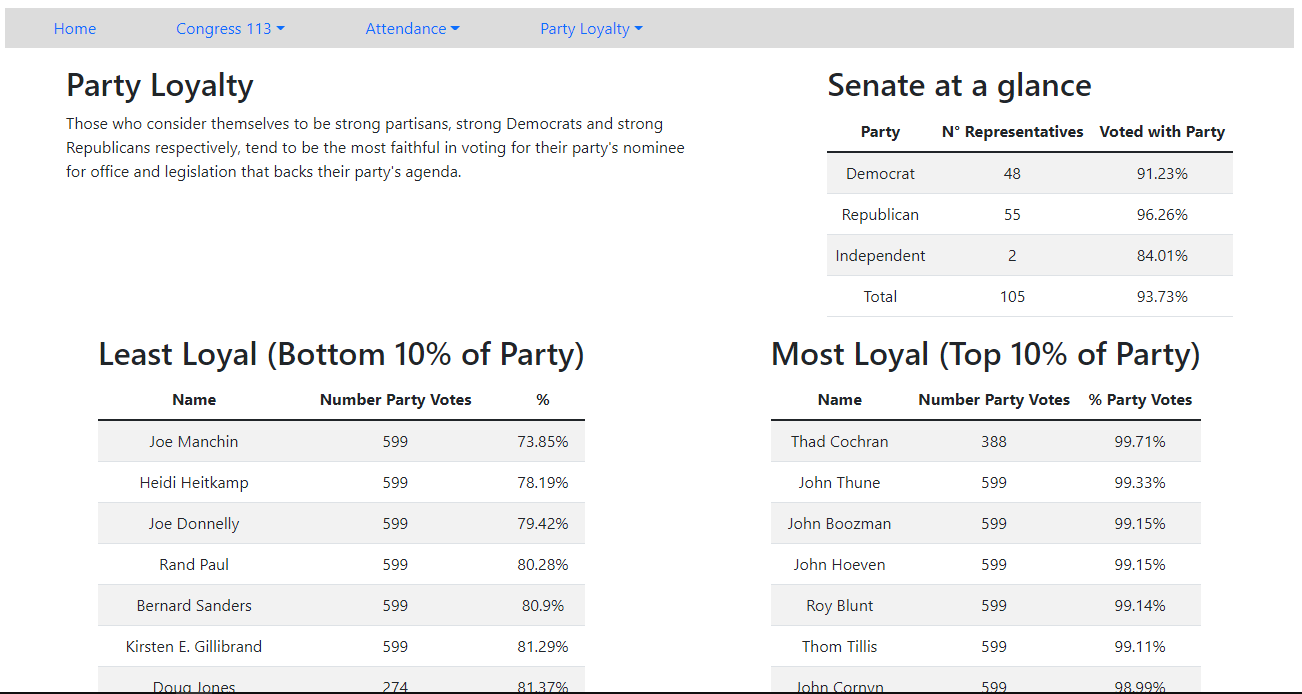 Home Congress 113 Attendance Party Loyalty
Party Loyalty
Those who consider themselves to be strong partisans, strong Democrats and strong
Republicans respectively, tend to be the most faithful in voting for their party's nominee
for office and legislation that backs their party's agenda.
Senate at a glance
Party N° Representatives Voted with Party
Democrat 48 91.23%
Republican 55 96.26%
Independent 2 84.01%
Total 105 93.73%
Least Loyal (Bottom 10% of Party)
Name Number Party Votes %
Joe Manchin 599 73.85%
Heidi Heitkamp 599 78.19%
Joe Donnelly 599 79.42%
Rand Paul 599 80.28%
Bernard Sanders 599 80.9%
Kirsten E. Gillibrand 599 81.29%
Doug Jones 274 81.37%
Most Loyal (Top 10% of Party)
Name Number Party Votes % Party Votes
Thad Cochran 388 99.71%
John Thune 599 99.33%
John Boozman 599 99.15%
John Hoeven 599 99.15%
Roy Blunt 599 99.14%
Thom Tillis 599 99.11%
John Cornyn 599 98.99%